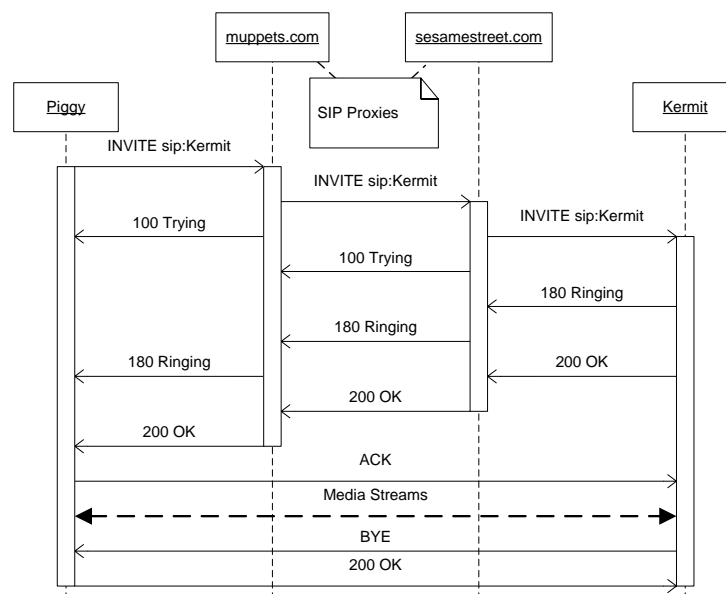 muppets.com
sesamestreet.com
Piggy
SIP Proxies
Kermit
INVITE sip:Kermit
INVITE sip:Kermit
INVITE sip:Kermit
100 Trying
100 Trying
180 Ringing
180 Ringing
180 Ringing
200 OK
200 OK
200 OK
ACK
Media Streams
BYE
200 OK